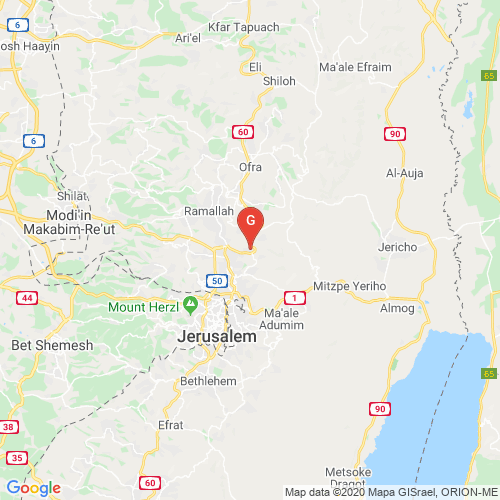 Kfar Tapuach
6
Ari'el
osh Haayin
Eli
Ma'ale Efraim
65
Shiloh
60
90
6
Ofra
Al-Auja
Shilat
Ramallah
Modi'in
Makabim-Re'ut
G
Jericho
50
44
1
Mitzpe Yeriho
Mount Herzl
Almog
Ma'ale
Adumim
Jerusalem
Bet Shemesh
65
Bethlehem
90
38
Efrat
35
60
Metsoke
Dragot
Google
Map data ©2020 Mapa GISrael, ORION-ME